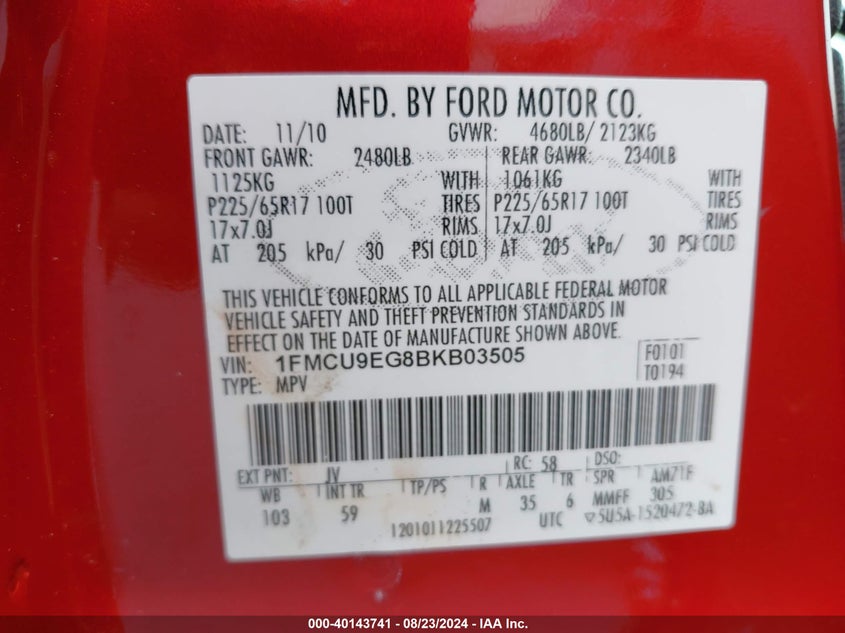 MFD. BY FORD MOTOR CO.
DATE: 11/10 GVWR: 4680LB/ 2123KG
FRONT GAWR: 2480LB REAR GAWR: 2340LB
1125KG WITH 1061KG WITH
P225/65R17 100T TIRES P225/65R17 100T TIRES
17x7.0J RIMS 17x7.0J RIMS
AT 205 kPa/ 30 PSI COLD AT 205 kPa/ 30 PSI COLD
THIS VEHICLE CONFORMS TO ALL APPLICABLE FEDERAL MOTOR
VEHICLE SAFETY AND THEFT PREVENTION STANDARDS IN
EFFECT ON THE DATE OF MANUFACTURE SHOWN ABOVE.
VIN: 1FMCU9EG8BKB03505 F0101
TYPE: MPV T0194
EXT PNT: JV RC: 58 DSO:
WB INT TR TP/PS R AXLE TR SPR AM71F
103 59 M 35 6 MMFF 305
1201011225507 UTC ▽5U5A-1520472-BA
000-40143741 - 08/23/2024 - IAA Inc.